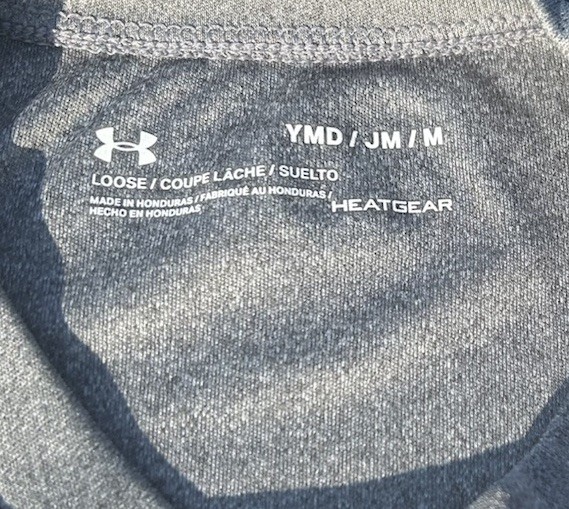 YMD / JM / M
LOOSE / COUPE LÂCHE / SUELTO
MADE IN HONDURAS / FABRIQUÉ AU HONDURAS /
HECHO EN HONDURAS
HEATGEAR